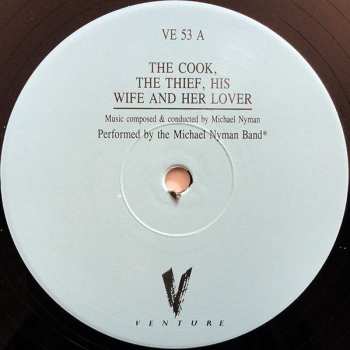 VE 53 A
THE COOK,
THE THIEF, HIS
WIFE AND HER LOVER
Music composed & conducted by Michael Nyman
Performed by the Michael Nyman Band*
V
VENTURE